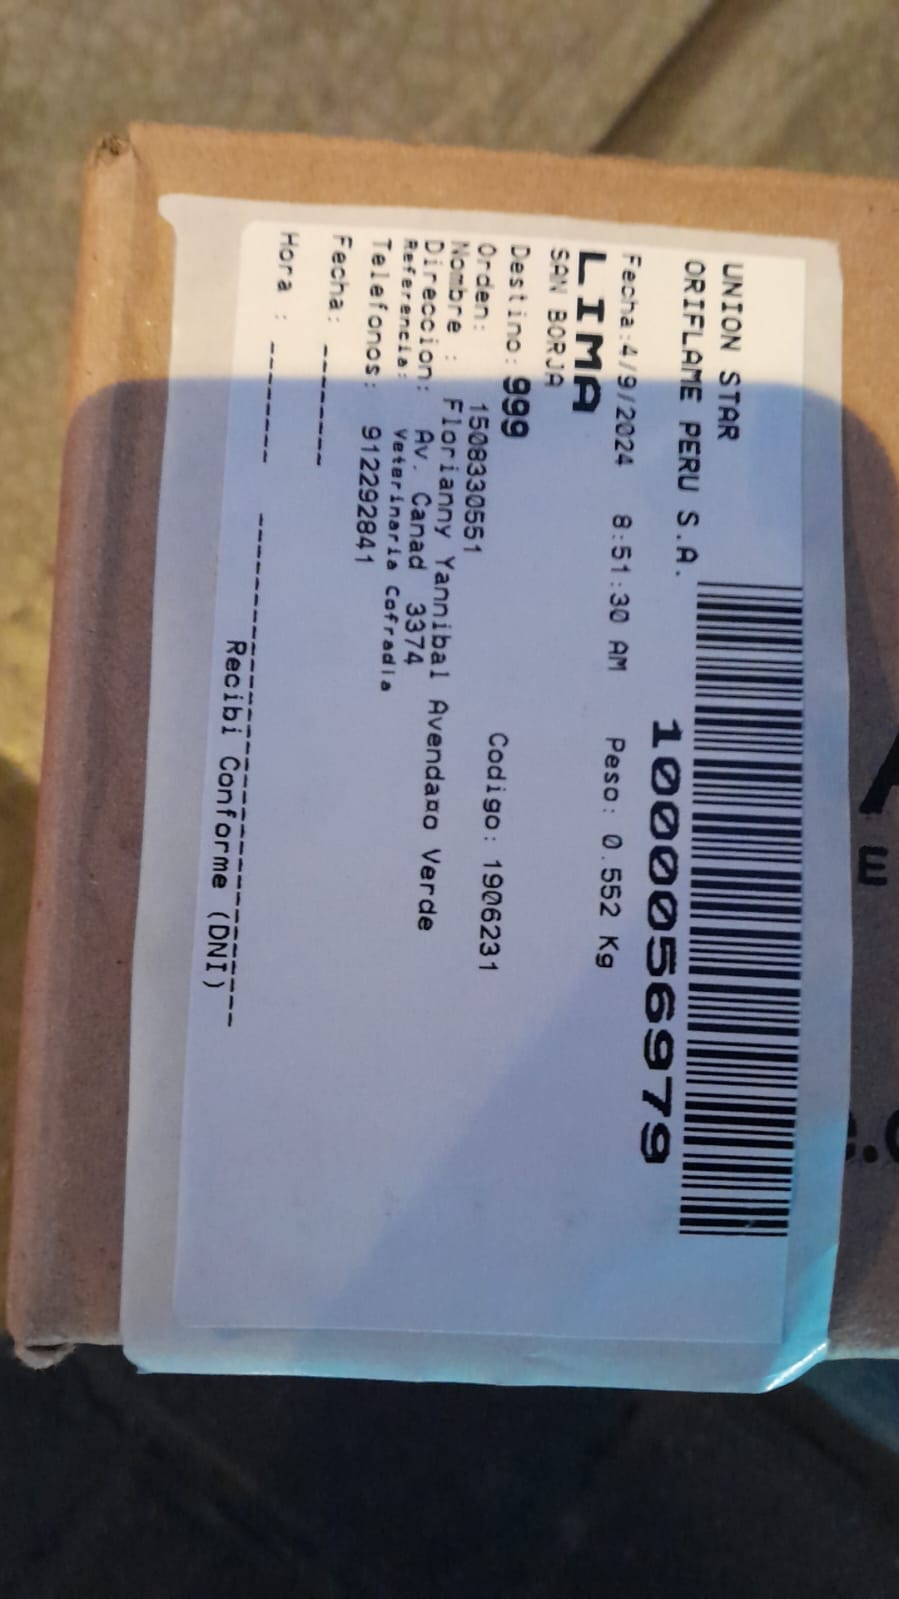 UNION STAR
ORIFLAME PERU S.A.
10000056979
Fecha:4/9/2024 8:51:30 AM Peso: 0.552 Kg
LIMA
SAN BORJA
Destino: 999
Orden: 1508330551 Codigo: 1906231
Nombre : Florianny Yannibal Avenda¤o Verde
Direccion: Av. Canad 3374
Referencia: Veterinaria Cofradia
Telefonos: 912292841
Fecha: ------
Hora : -------
Recibi Conforme (DNI)